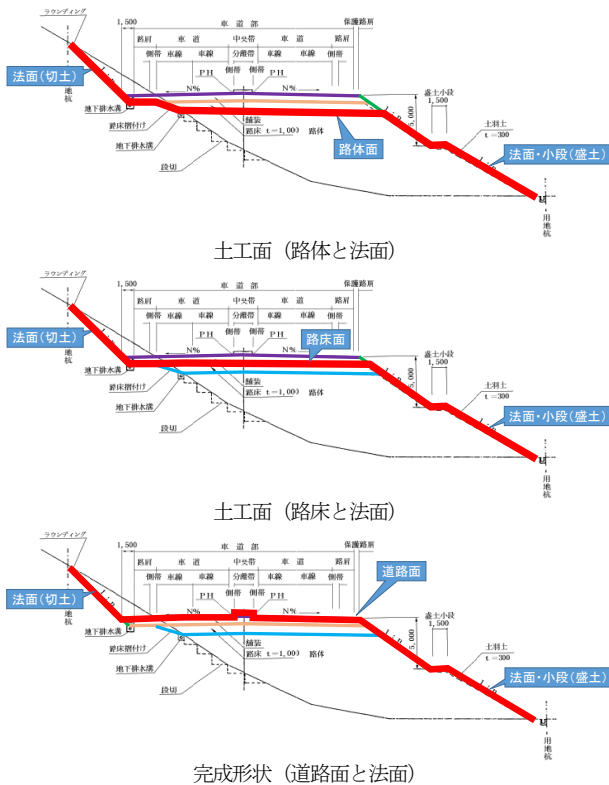 ラウンディング
1,500
車道部
保護路肩
路肩 車道 中央帯 車道 路肩
側帯 車線 車線 分離帯 車線 車線 側帯
側帯 側帯
PH PH
N%
法面(切土)
用地杭
地下排水溝
路床摺付け
地下排水溝
段切
舗装
路床 t=1,000 路体
路体面
盛土小段
1,500
5,000
土羽土
t=300
法面・小段(盛土)
用地杭
土工面（路体と法面）
ラウンディング
1,500
車道部
保護路肩
路肩 車道 中央帯 車道 路肩
側帯 車線 車線 分離帯 車線 車線 側帯
側帯 側帯
PH PH
N%
路床面
法面(切土)
用地杭
地下排水溝
路床摺付け
地下排水溝
段切
舗装
路床 t=1,000 路体
盛土小段
1,500
5,000
土羽土
t=300
法面・小段(盛土)
用地杭
土工面（路床と法面）
ラウンディング
1,500
車道部
保護路肩
路肩 車道 中央帯 車道 路肩
側帯 車線 車線 分離帯 車線 車線 側帯
側帯 側帯
PH PH
N% N%
道路面
法面(切土)
用地杭
地下排水溝
路床摺付け
地下排水溝
段切
舗装
路床 t=1,000 路体
盛土小段
1,500
5,000
土羽土
t=300
法面・小段(盛土)
用地杭
完成形状（道路面と法面）